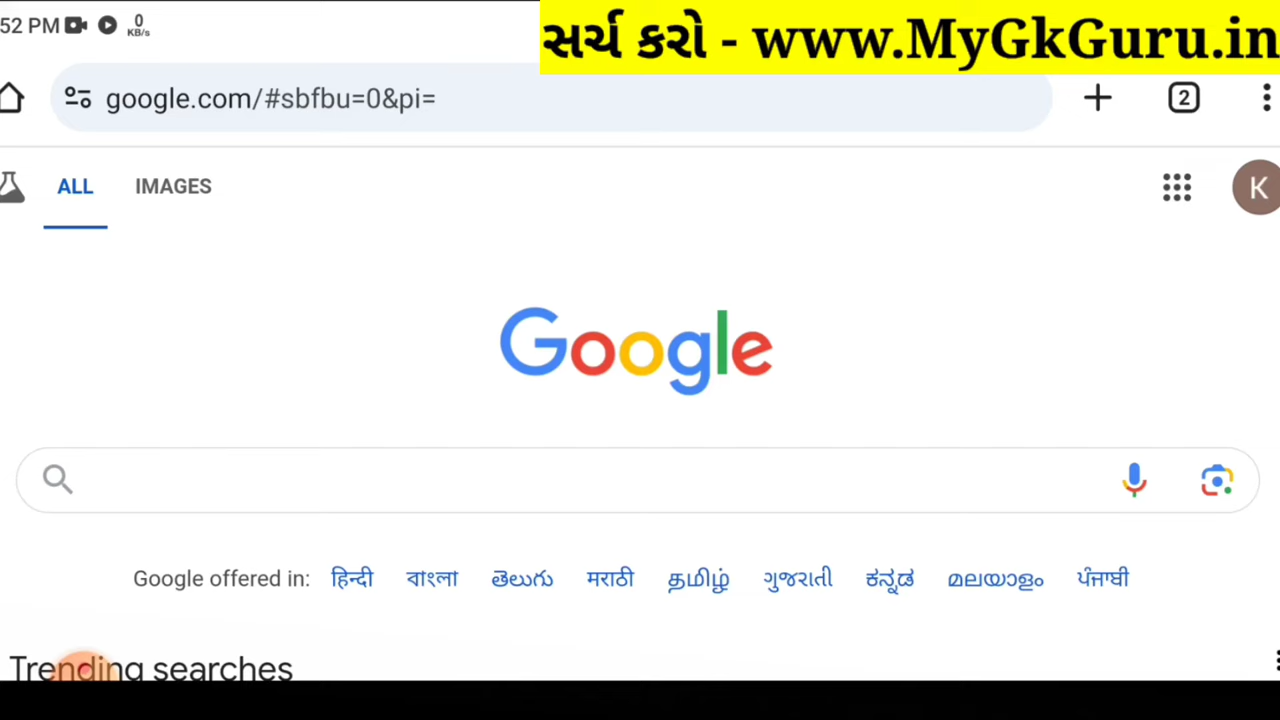 52 PM 0 KB/s
સર્ચ કરો - www.MyGkGuru.in
google.com/#sbfbu=0&pi=
2
ALL IMAGES
K
Google
Google offered in: हिन्दी বাংলা తెలుగు मराठी தமிழ் ગુજરાતી ಕನ್ನಡ മലയാളം ਪੰਜਾਬੀ
Trending searches